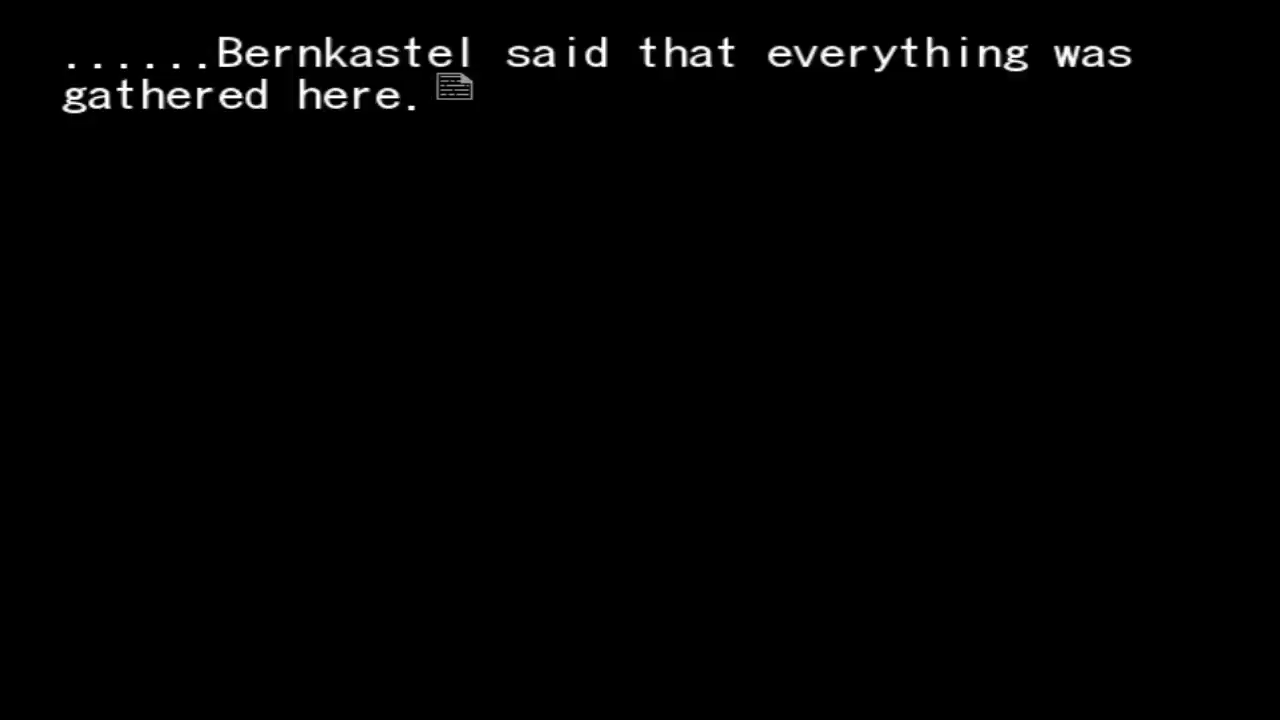 ......Bernkastel said that everything was
gathered here.